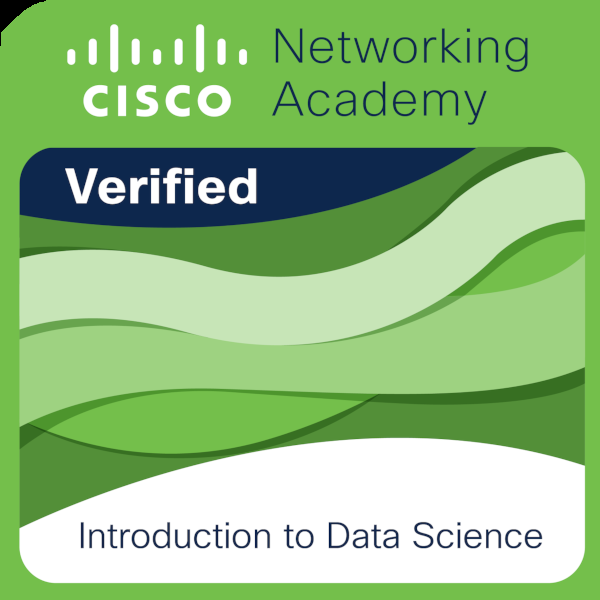 CISCO
Networking
Academy
Verified
Introduction to Data Science